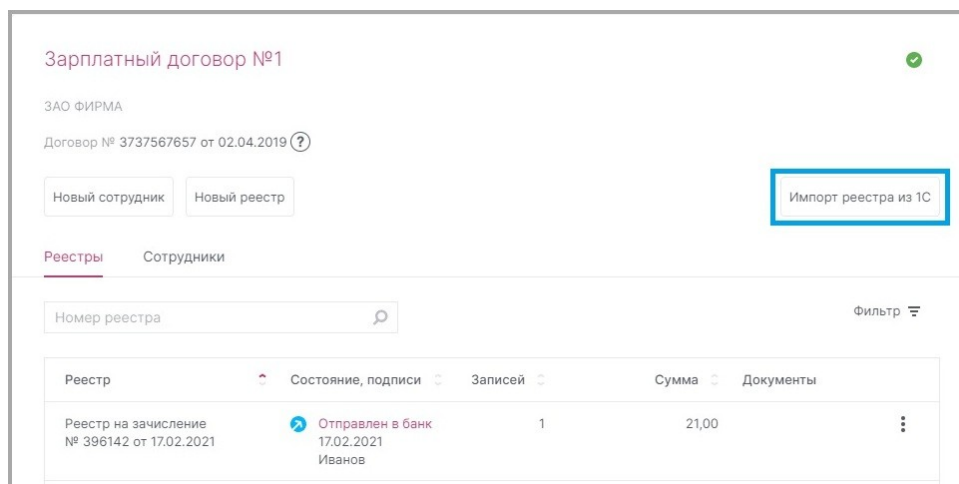 Зарплатный договор №1
ЗАО ФИРМА
Договор № 3737567657 от 02.04.2019 ?
Новый сотрудник Новый реестр Импорт реестра из 1С
Реестры Сотрудники
Номер реестра Фильтр
Реестр Состояние, подписи Записей Сумма Документы
Реестр на зачисление Отправлен в банк 1 21,00
№ 396142 от 17.02.2021 17.02.2021
Иванов